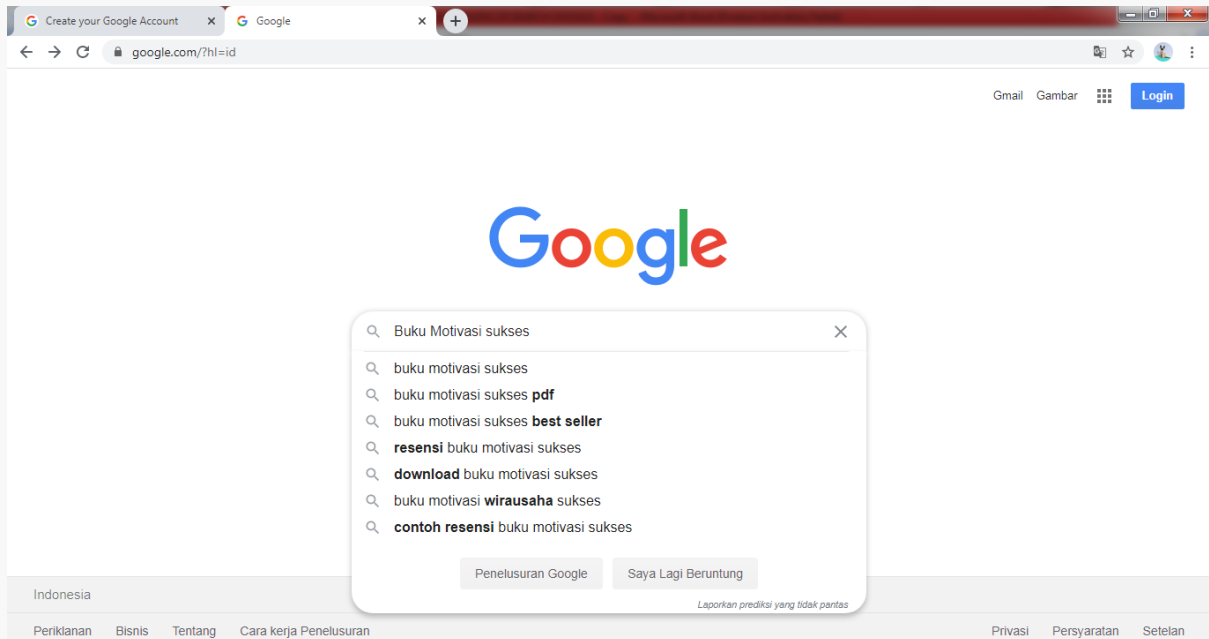 Create your Google Account
Google
google.com/?hl=id
Gmail Gambar Login
Google
Buku Motivasi sukses
buku motivasi sukses
buku motivasi sukses pdf
buku motivasi sukses best seller
resensi buku motivasi sukses
download buku motivasi sukses
buku motivasi wirausaha sukses
contoh resensi buku motivasi sukses
Penelusuran Google Saya Lagi Beruntung
Laporkan prediksi yang tidak pantas
Indonesia
Periklanan Bisnis Tentang Cara kerja Penelusuran Privasi Persyaratan Setelan